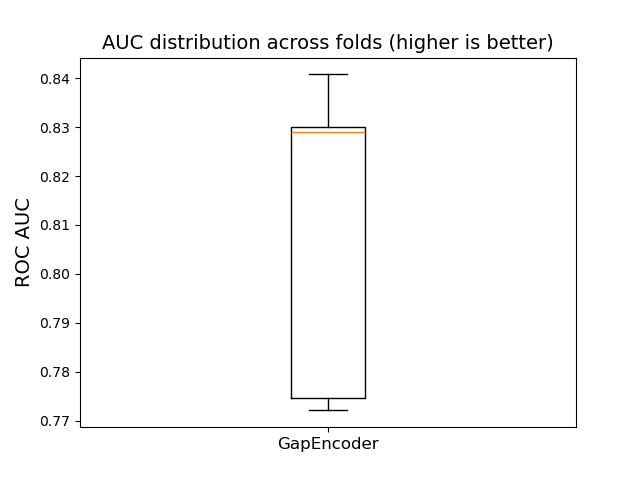 AUC distribution across folds (higher is better)
ROC AUC
0.84
0.83
0.82
0.81
0.80
0.79
0.78
0.77
GapEncoder